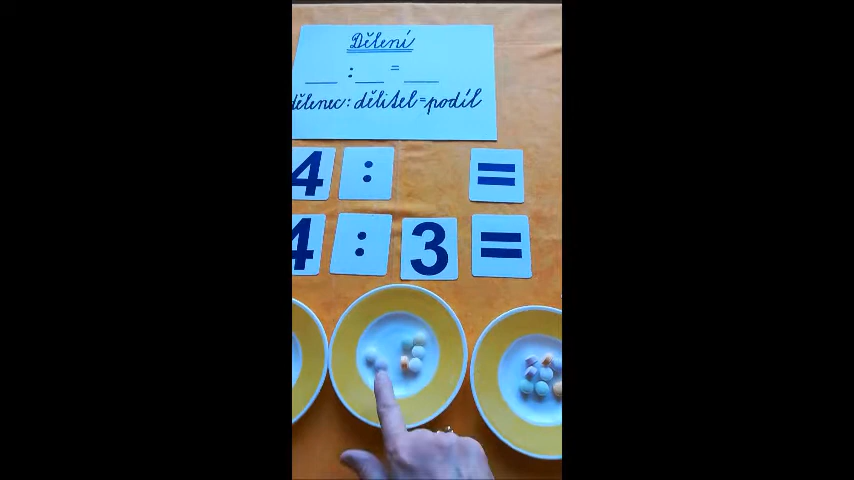 Dělení
___ : ___ = ___
dělenec : dělitel = podíl
4 : =
4 : 3 =